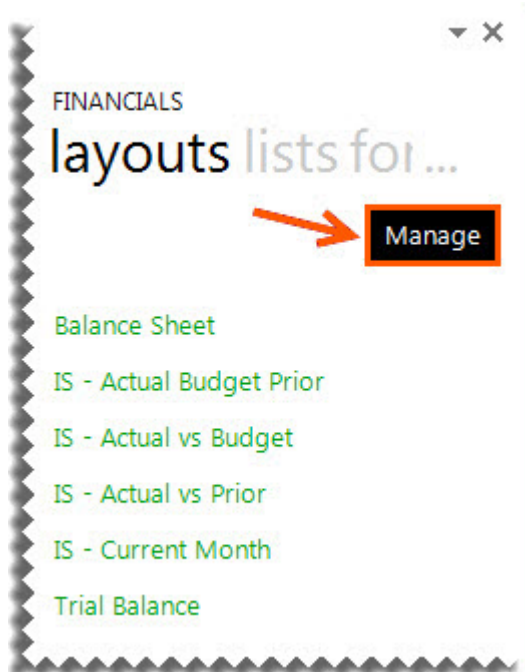 FINANCIALS
layouts lists for...
Manage
Balance Sheet
IS - Actual Budget Prior
IS - Actual vs Budget
IS - Actual vs Prior
IS - Current Month
Trial Balance